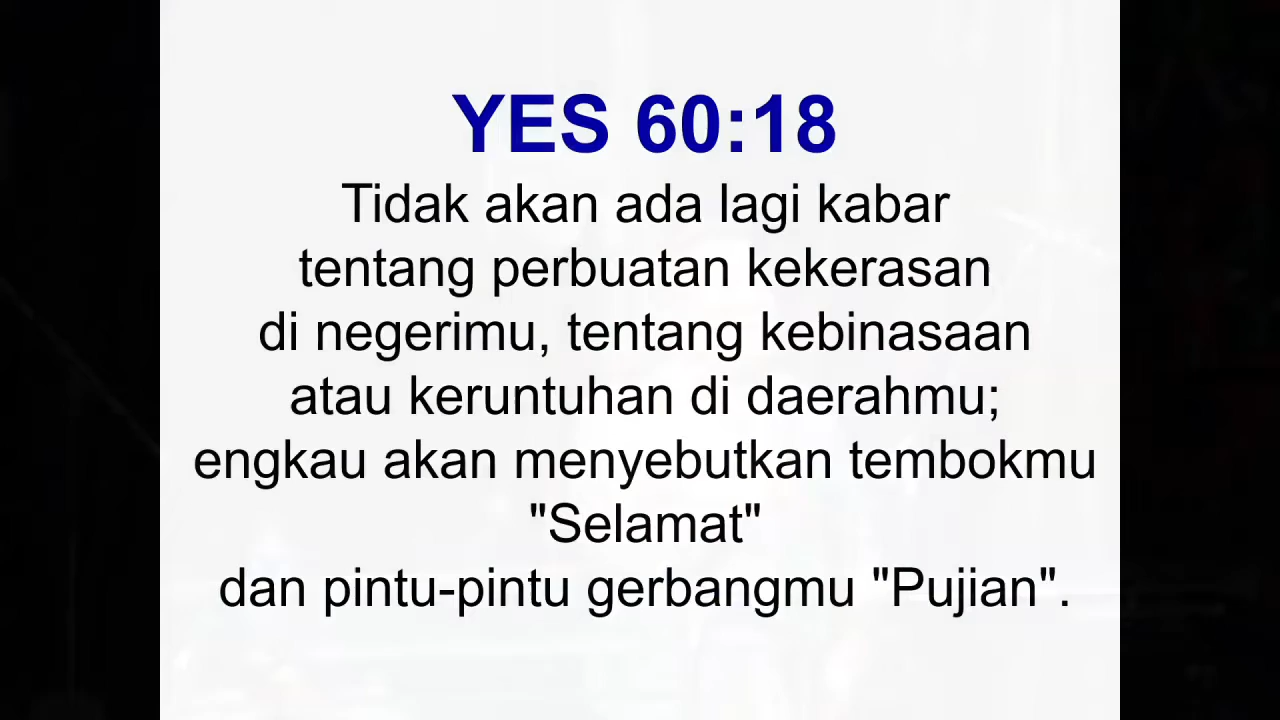 YES 60:18
Tidak akan ada lagi kabar
tentang perbuatan kekerasan
di negerimu, tentang kebinasaan
atau keruntuhan di daerahmu;
engkau akan menyebutkan tembokmu
"Selamat"
dan pintu-pintu gerbangmu "Pujian".